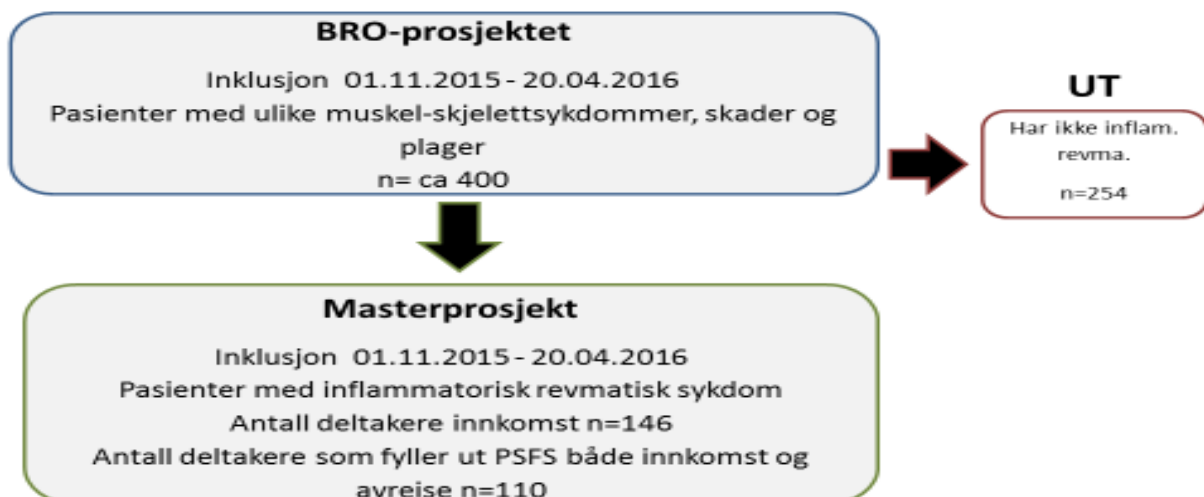 BRO-prosjektet
Inklusjon 01.11.2015 - 20.04.2016
Pasienter med ulike muskel-skjelettsykdommer, skader og
plager
n= ca 400
UT
Har ikke inflam.
revma.
n=254
Masterprosjekt
Inklusjon 01.11.2015 - 20.04.2016
Pasienter med inflammatorisk revmatisk sykdom
Antall deltakere innkomst n=146
Antall deltakere som fyller ut PSFS både innkomst og
avreise n=110